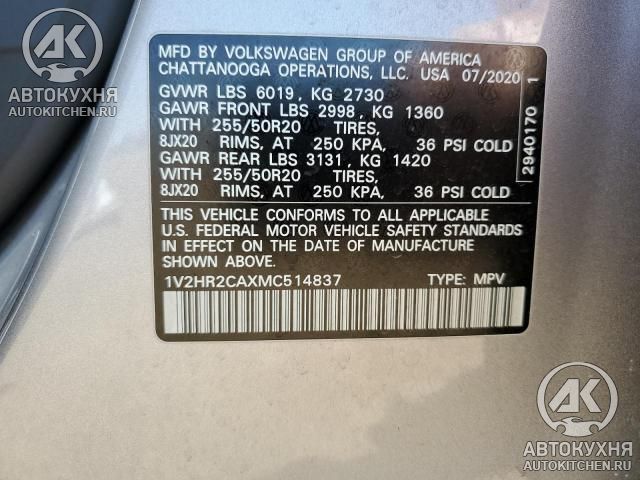 MFD BY VOLKSWAGEN GROUP OF AMERICA
CHATTANOOGA OPERATIONS, LLC. USA 07/2020
GVWR LBS 6019, KG 2730
GAWR FRONT LBS 2998, KG 1360
WITH 255/50R20 TIRES,
8JX20 RIMS, AT 250 KPA, 36 PSI COLD
GAWR REAR LBS 3131, KG 1420
WITH 255/50R20 TIRES,
8JX20 RIMS, AT 250 KPA, 36 PSI COLD
2940170 1
THIS VEHICLE CONFORMS TO ALL APPLICABLE
U.S. FEDERAL MOTOR VEHICLE SAFETY STANDARDS
IN EFFECT ON THE DATE OF MANUFACTURE
SHOWN ABOVE.
1V2HR2CAXMC514837 TYPE: MPV
АК
АВТОКУХНЯ
AUTOKITCHEN.RU
АК
АВТОКУХНЯ
AUTOKITCHEN.RU